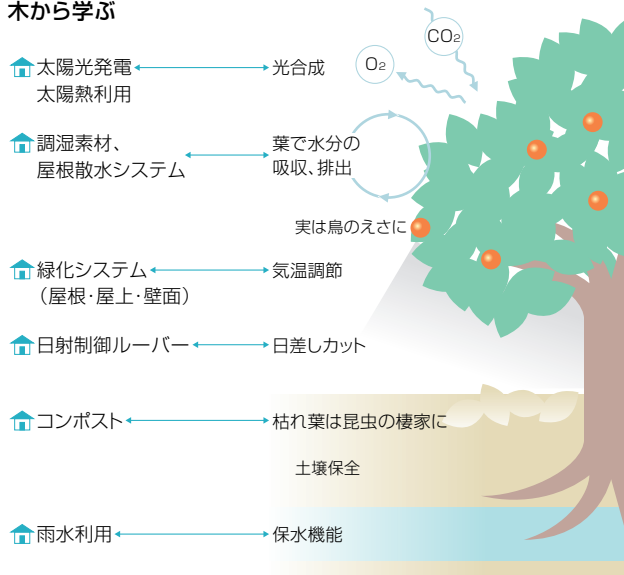 木から学ぶ
CO₂
O₂
太陽光発電 光合成
太陽熱利用
調湿素材、 葉で水分の
屋根散水システム 吸収、排出
実は鳥のえさに
緑化システム 気温調節
（屋根・屋上・壁面）
日射制御ルーバー 日差しカット
コンポスト 枯れ葉は昆虫の棲家に
土壌保全
雨水利用 保水機能